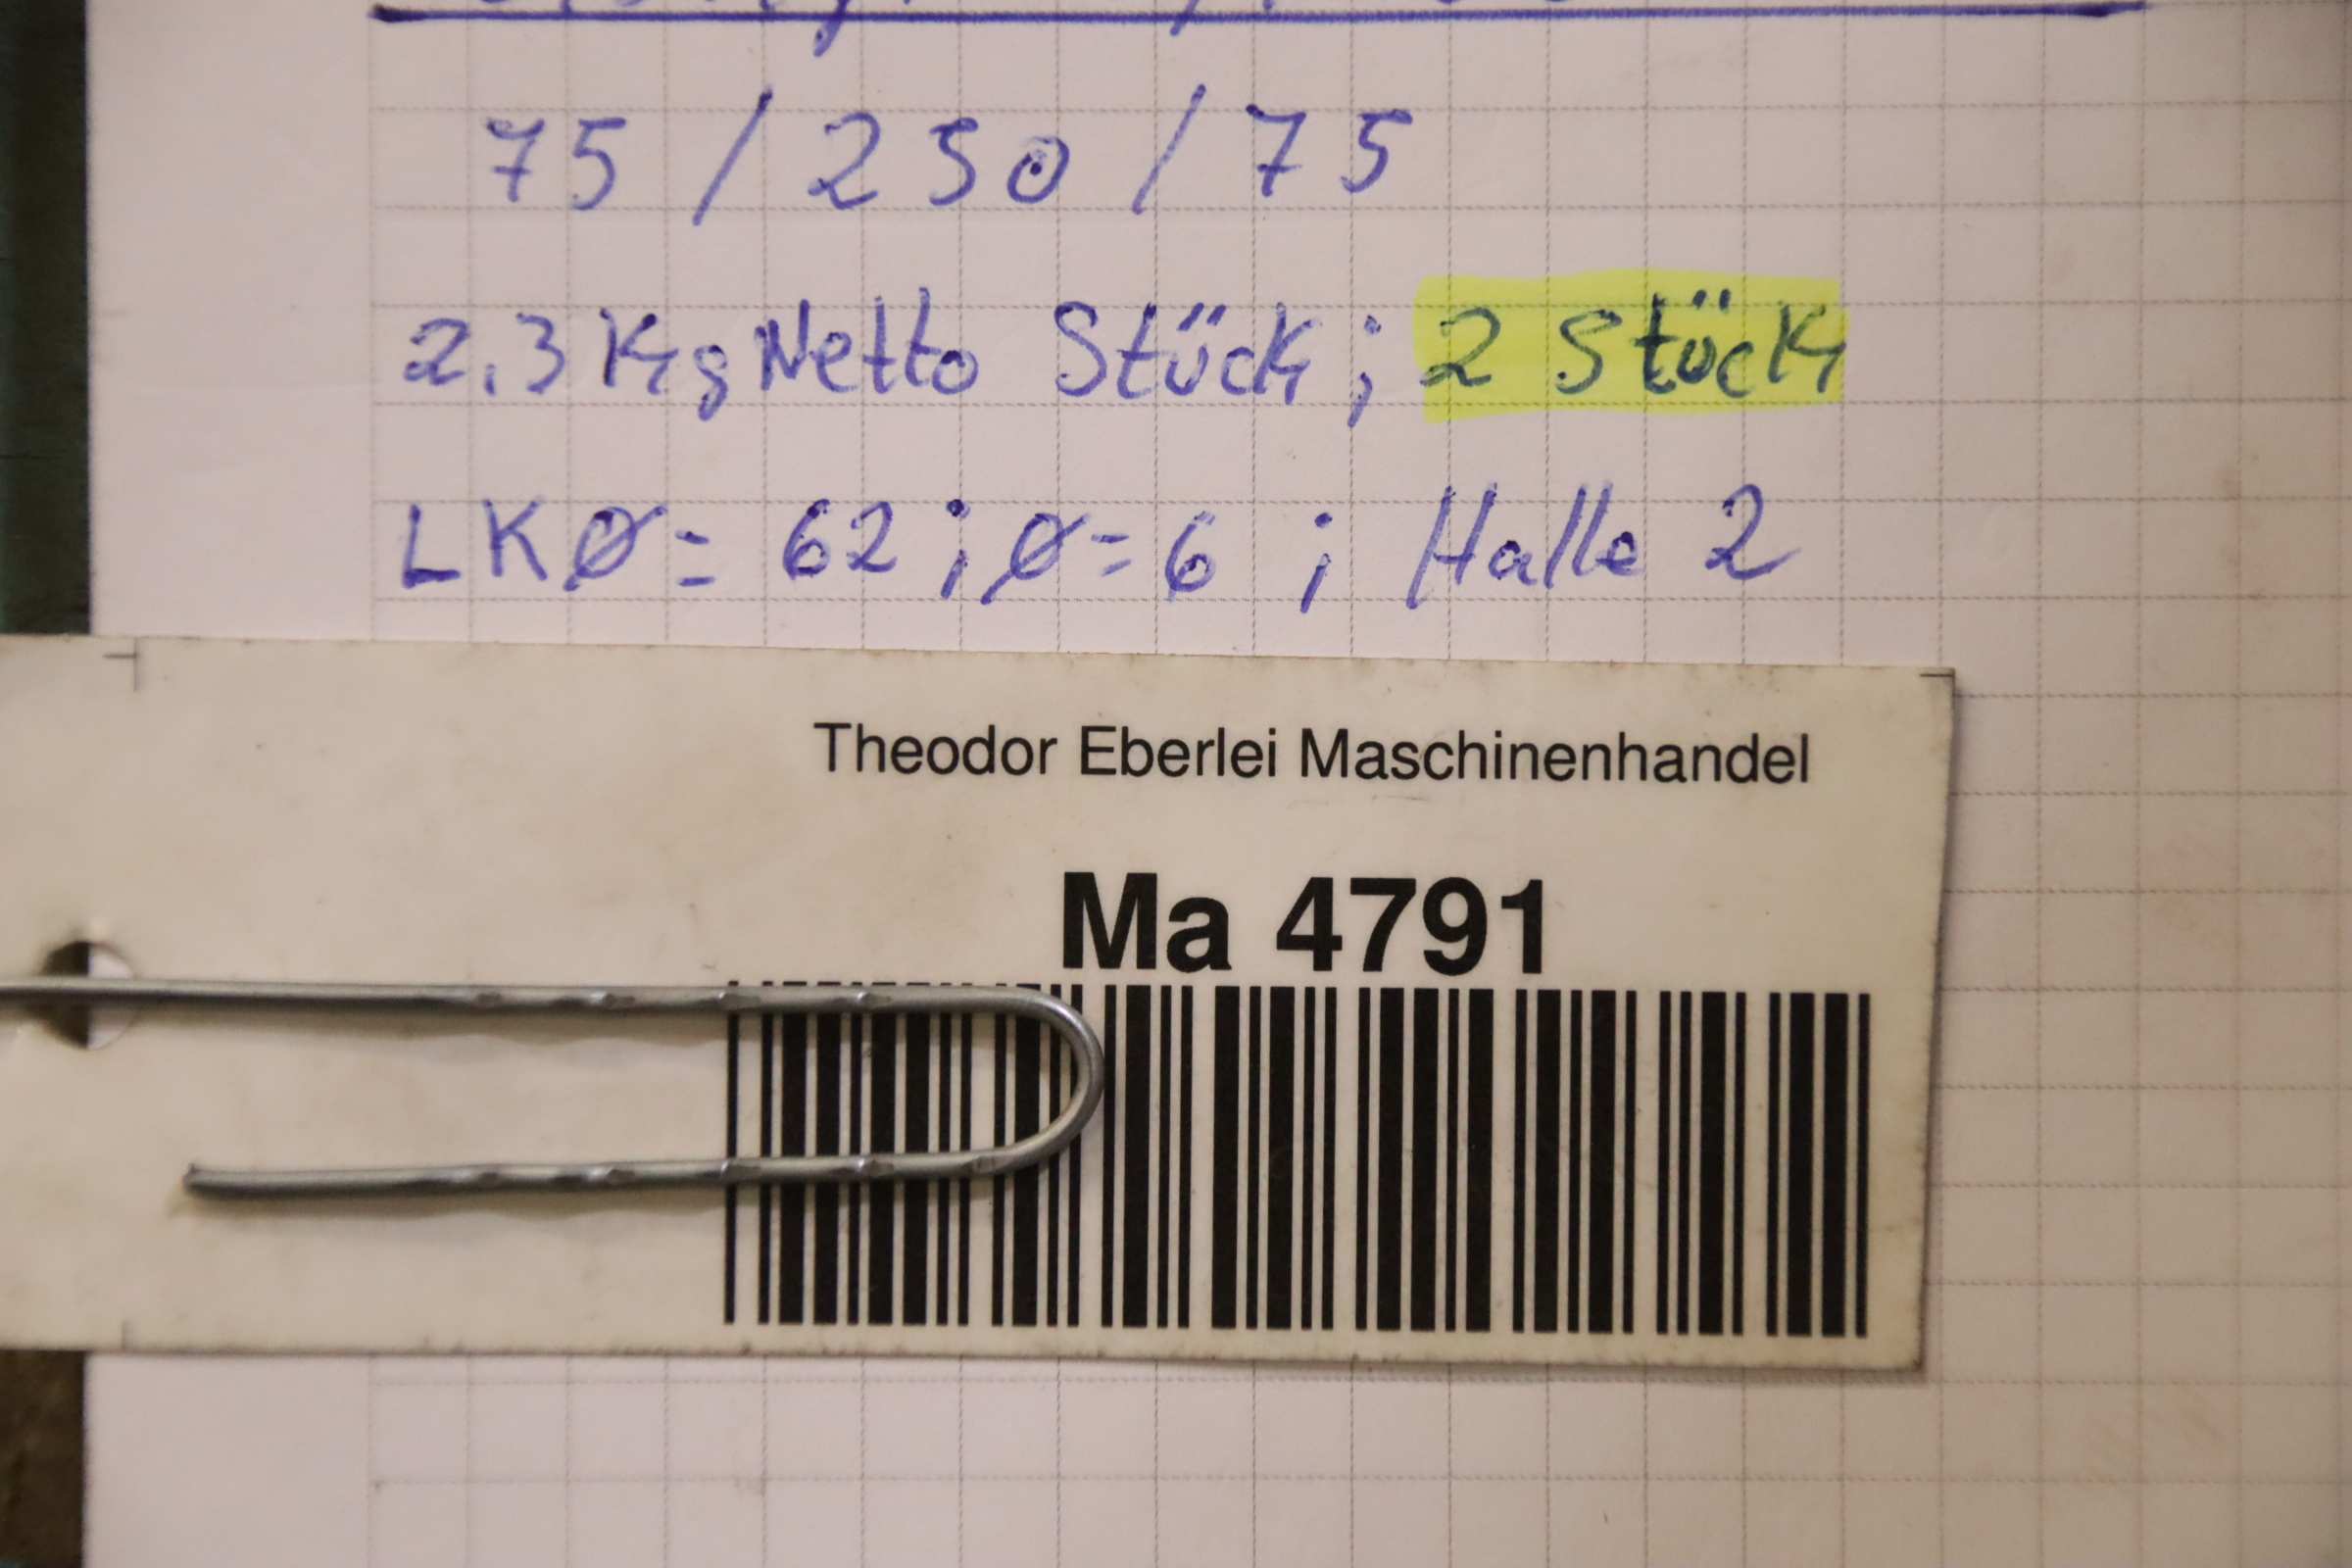 75 / 250 / 75
2.3 Kg Netto Stück ; 2 Stück
LKØ = 62 ; Ø = 6 ; Halle 2
Theodor Eberlei Maschinenhandel
Ma 4791